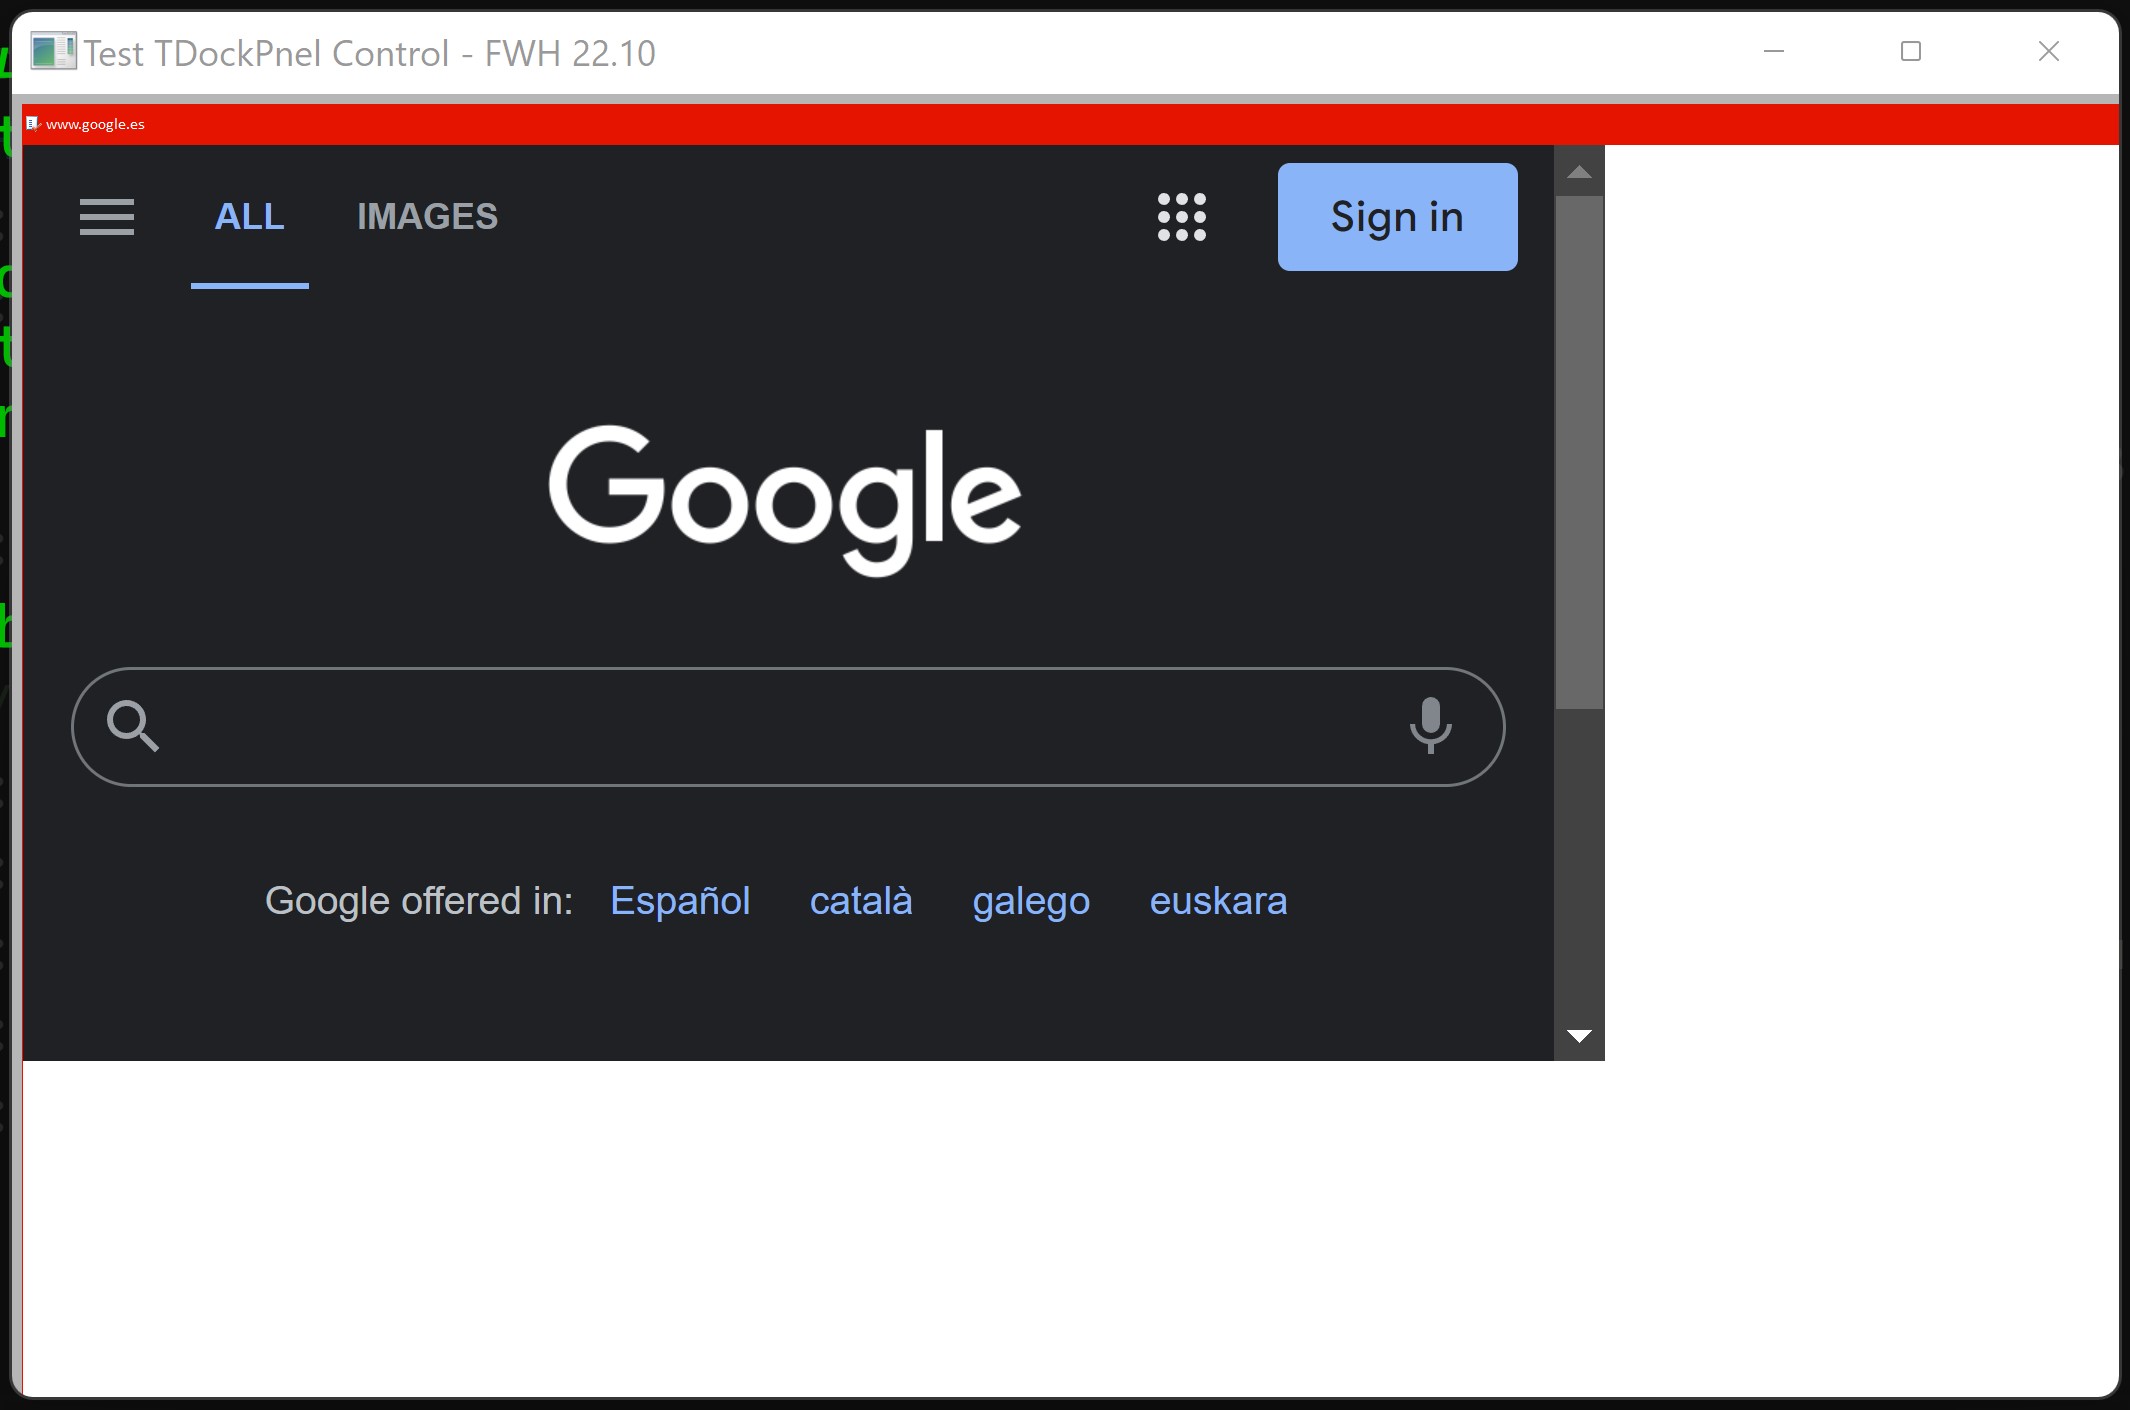 Test TDockPnel Control - FWH 22.10
www.google.es
ALL IMAGES Sign in
Google
Google offered in: Español català galego euskara